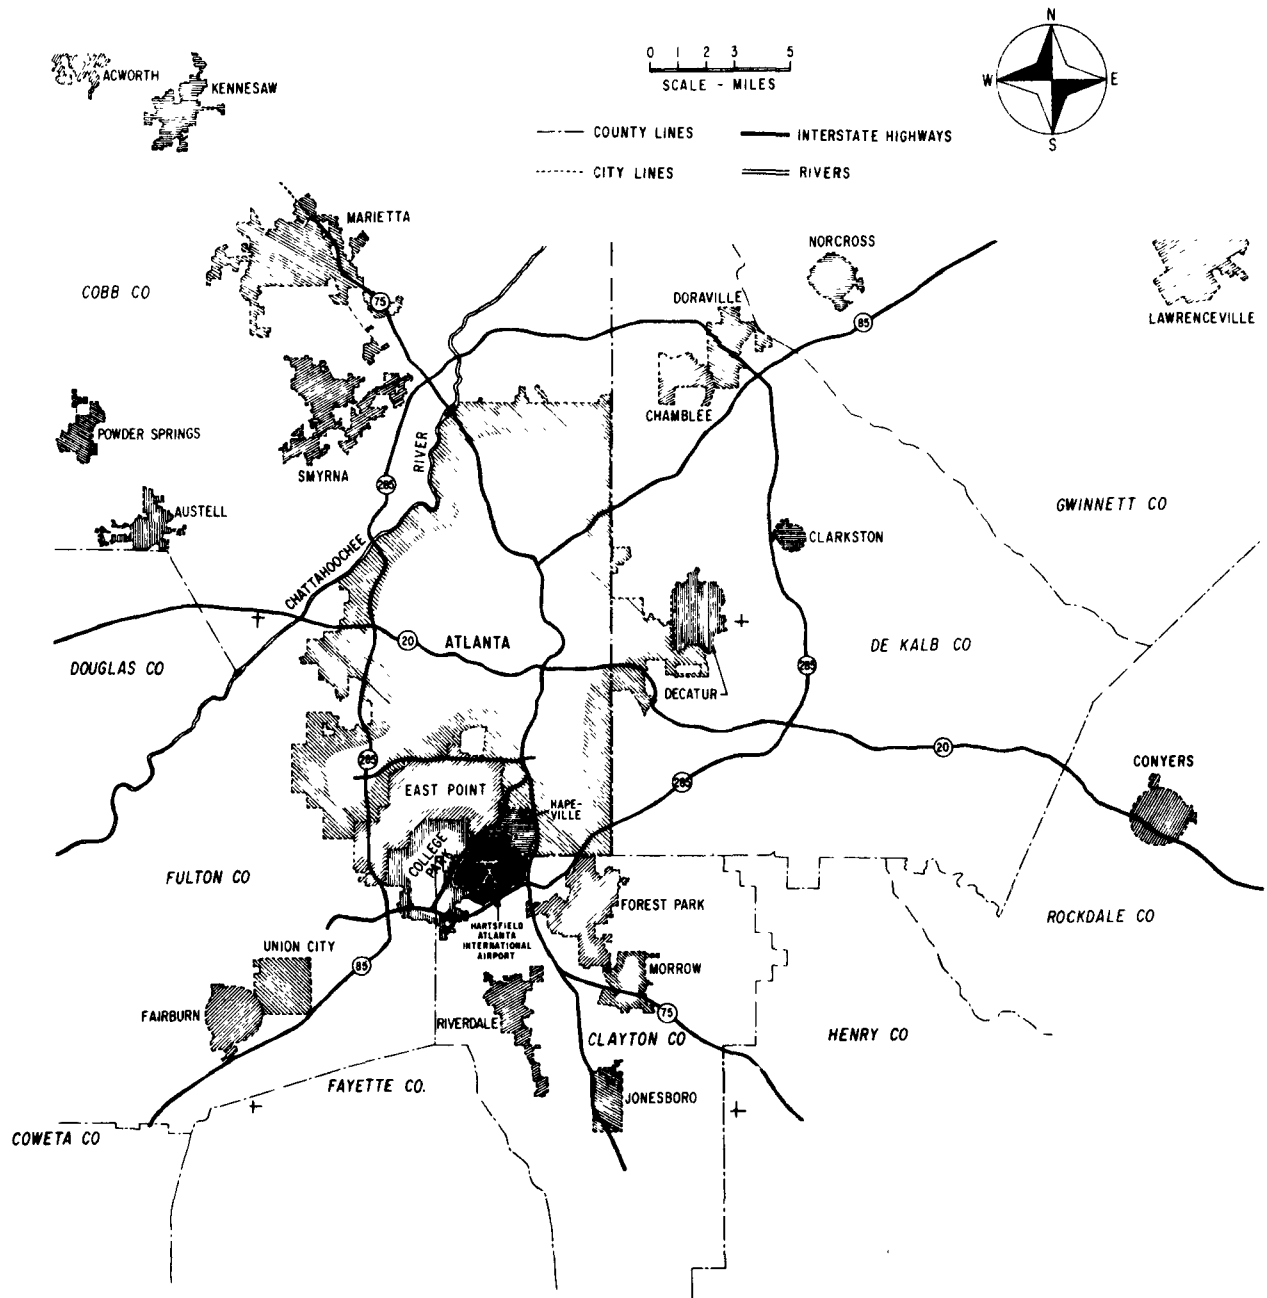 N
W
E
S
0 1 2 3 5
SCALE - MILES
COUNTY LINES
INTERSTATE HIGHWAYS
CITY LINES
RIVERS
ACWORTH
KENNESAW
MARIETTA
NORCROSS
COBB CO
75
DORAVILLE
85
LAWRENCEVILLE
CHAMBLEE
POWDER SPRINGS
RIVER
SMYRNA
285
AUSTELL
GWINNETT CO
CLARKSTON
CHATTAHOOCHEE
20
ATLANTA
DE KALB CO
DOUGLAS CO
285
DECATUR
20
285
285
CONYERS
EAST POINT
HAPE-
VILLE
COLLEGE
PARK
FULTON CO
FOREST PARK
ROCKDALE CO
HARTSFIELD
ATLANTA
INTERNATIONAL
AIRPORT
UNION CITY
85
MORROW
FAIRBURN
RIVERDALE
75
CLAYTON CO
HENRY CO
FAYETTE CO.
JONESBORO
COWETA CO